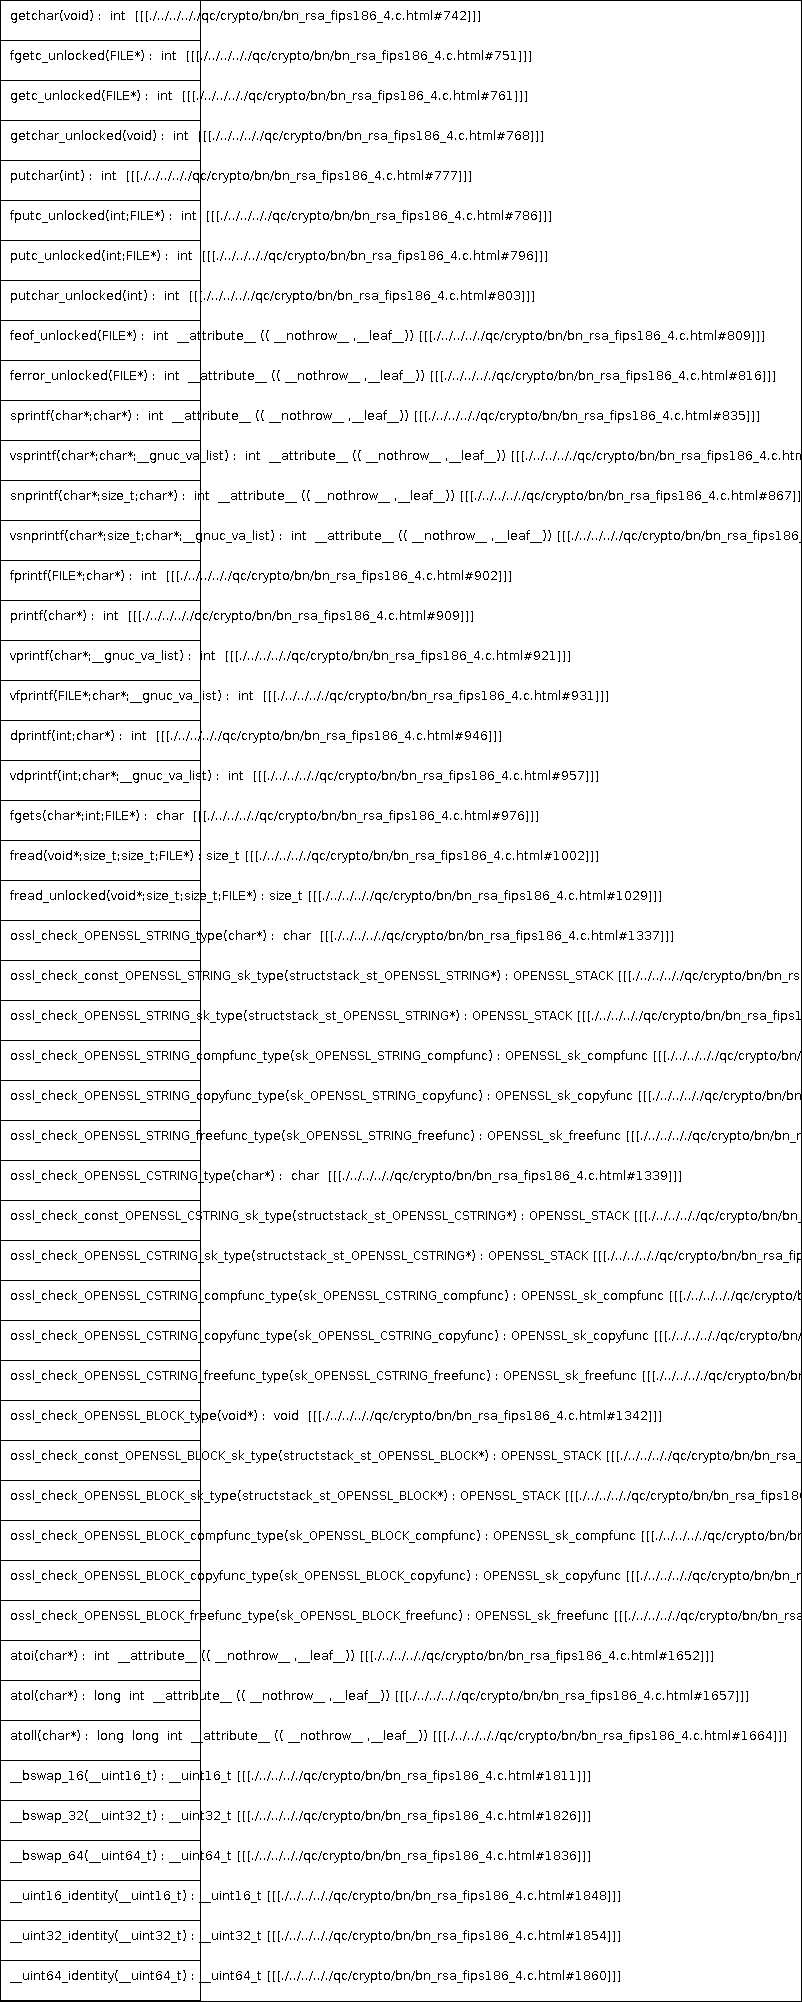 getchar(void) : int [[[./../../../qc/crypto/bn/bn_rsa_fips186_4.c.html#742]]]
fgetc_unlocked(FILE*) : int [[[./../../../qc/crypto/bn/bn_rsa_fips186_4.c.html#751]]]
getc_unlocked(FILE*) : int [[[./../../../qc/crypto/bn/bn_rsa_fips186_4.c.html#761]]]
getchar_unlocked(void) : int [[[./../../../qc/crypto/bn/bn_rsa_fips186_4.c.html#768]]]
putchar(int) : int [[[./../../../qc/crypto/bn/bn_rsa_fips186_4.c.html#777]]]
fputc_unlocked(int;FILE*) : int [[[./../../../qc/crypto/bn/bn_rsa_fips186_4.c.html#786]]]
putc_unlocked(int;FILE*) : int [[[./../../../qc/crypto/bn/bn_rsa_fips186_4.c.html#796]]]
putchar_unlocked(int) : int [[[./../../../qc/crypto/bn/bn_rsa_fips186_4.c.html#803]]]
feof_unlocked(FILE*) : int __attribute__ (( __nothrow__ ,__leaf__)) [[[./../../../qc/crypto/bn/bn_rsa_fips186_4.c.html#809]]]
ferror_unlocked(FILE*) : int __attribute__ (( __nothrow__ ,__leaf__)) [[[./../../../qc/crypto/bn/bn_rsa_fips186_4.c.html#816]]]
sprintf(char*;char*) : int __attribute__ (( __nothrow__ ,__leaf__)) [[[./../../../qc/crypto/bn/bn_rsa_fips186_4.c.html#835]]]
vsprintf(char*;char*;__gnuc_va_list) : int __attribute__ (( __nothrow__ ,__leaf__)) [[[./../../../qc/crypto/bn/bn_rsa_fips186_4.c.htm
snprintf(char*;size_t;char*) : int __attribute__ (( __nothrow__ ,__leaf__)) [[[./../../../qc/crypto/bn/bn_rsa_fips186_4.c.html#867]]]
vsnprintf(char*;size_t;char*;__gnuc_va_list) : int __attribute__ (( __nothrow__ ,__leaf__)) [[[./../../../qc/crypto/bn/bn_rsa_fips186_
fprintf(FILE*;char*) : int [[[./../../../qc/crypto/bn/bn_rsa_fips186_4.c.html#902]]]
printf(char*) : int [[[./../../../qc/crypto/bn/bn_rsa_fips186_4.c.html#909]]]
vprintf(char*;__gnuc_va_list) : int [[[./../../../qc/crypto/bn/bn_rsa_fips186_4.c.html#921]]]
vfprintf(FILE*;char*;__gnuc_va_list) : int [[[./../../../qc/crypto/bn/bn_rsa_fips186_4.c.html#931]]]
dprintf(int;char*) : int [[[./../../../qc/crypto/bn/bn_rsa_fips186_4.c.html#946]]]
vdprintf(int;char*;__gnuc_va_list) : int [[[./../../../qc/crypto/bn/bn_rsa_fips186_4.c.html#957]]]
fgets(char*;int;FILE*) : char [[[./../../../qc/crypto/bn/bn_rsa_fips186_4.c.html#976]]]
fread(void*;size_t;size_t;FILE*) : size_t [[[./../../../qc/crypto/bn/bn_rsa_fips186_4.c.html#1002]]]
fread_unlocked(void*;size_t;size_t;FILE*) : size_t [[[./../../../qc/crypto/bn/bn_rsa_fips186_4.c.html#1029]]]
ossl_check_OPENSSL_STRING_type(char*) : char [[[./../../../qc/crypto/bn/bn_rsa_fips186_4.c.html#1337]]]
ossl_check_const_OPENSSL_STRING_sk_type(structstack_st_OPENSSL_STRING*) : OPENSSL_STACK [[[./../../../qc/crypto/bn/bn_rs
ossl_check_OPENSSL_STRING_sk_type(structstack_st_OPENSSL_STRING*) : OPENSSL_STACK [[[./../../../qc/crypto/bn/bn_rsa_fips1
ossl_check_OPENSSL_STRING_compfunc_type(sk_OPENSSL_STRING_compfunc) : OPENSSL_sk_compfunc [[[./../../../qc/crypto/bn/
ossl_check_OPENSSL_STRING_copyfunc_type(sk_OPENSSL_STRING_copyfunc) : OPENSSL_sk_copyfunc [[[./../../../qc/crypto/bn/bn
ossl_check_OPENSSL_STRING_freefunc_type(sk_OPENSSL_STRING_freefunc) : OPENSSL_sk_freefunc [[[./../../../qc/crypto/bn/bn_r
ossl_check_OPENSSL_CSTRING_type(char*) : char [[[./../../../qc/crypto/bn/bn_rsa_fips186_4.c.html#1339]]]
ossl_check_const_OPENSSL_CSTRING_sk_type(structstack_st_OPENSSL_CSTRING*) : OPENSSL_STACK [[[./../../../qc/crypto/bn/bn_
ossl_check_OPENSSL_CSTRING_sk_type(structstack_st_OPENSSL_CSTRING*) : OPENSSL_STACK [[[./../../../qc/crypto/bn/bn_rsa_fip
ossl_check_OPENSSL_CSTRING_compfunc_type(sk_OPENSSL_CSTRING_compfunc) : OPENSSL_sk_compfunc [[[./../../../qc/crypto/b
ossl_check_OPENSSL_CSTRING_copyfunc_type(sk_OPENSSL_CSTRING_copyfunc) : OPENSSL_sk_copyfunc [[[./../../../qc/crypto/bn/
ossl_check_OPENSSL_CSTRING_freefunc_type(sk_OPENSSL_CSTRING_freefunc) : OPENSSL_sk_freefunc [[[./../../../qc/crypto/bn/bn
ossl_check_OPENSSL_BLOCK_type(void*) : void [[[./../../../qc/crypto/bn/bn_rsa_fips186_4.c.html#1342]]]
ossl_check_const_OPENSSL_BLOCK_sk_type(structstack_st_OPENSSL_BLOCK*) : OPENSSL_STACK [[[./../../../qc/crypto/bn/bn_rsa_
ossl_check_OPENSSL_BLOCK_sk_type(structstack_st_OPENSSL_BLOCK*) : OPENSSL_STACK [[[./../../../qc/crypto/bn/bn_rsa_fips186
ossl_check_OPENSSL_BLOCK_compfunc_type(sk_OPENSSL_BLOCK_compfunc) : OPENSSL_sk_compfunc [[[./../../../qc/crypto/bn/bn
ossl_check_OPENSSL_BLOCK_copyfunc_type(sk_OPENSSL_BLOCK_copyfunc) : OPENSSL_sk_copyfunc [[[./../../../qc/crypto/bn/bn_r
ossl_check_OPENSSL_BLOCK_freefunc_type(sk_OPENSSL_BLOCK_freefunc) : OPENSSL_sk_freefunc [[[./../../../qc/crypto/bn/bn_rsa
atoi(char*) : int __attribute__ (( __nothrow__ ,__leaf__)) [[[./../../../qc/crypto/bn/bn_rsa_fips186_4.c.html#1652]]]
atol(char*) : long int __attribute__ (( __nothrow__ ,__leaf__)) [[[./../../../qc/crypto/bn/bn_rsa_fips186_4.c.html#1657]]]
atoll(char*) : long long int __attribute__ (( __nothrow__ ,__leaf__)) [[[./../../../qc/crypto/bn/bn_rsa_fips186_4.c.html#1664]]]
__bswap_16(__uint16_t) : __uint16_t [[[./../../../qc/crypto/bn/bn_rsa_fips186_4.c.html#1811]]]
__bswap_32(__uint32_t) : __uint32_t [[[./../../../qc/crypto/bn/bn_rsa_fips186_4.c.html#1826]]]
__bswap_64(__uint64_t) : __uint64_t [[[./../../../qc/crypto/bn/bn_rsa_fips186_4.c.html#1836]]]
__uint16_identity(__uint16_t) : __uint16_t [[[./../../../qc/crypto/bn/bn_rsa_fips186_4.c.html#1848]]]
__uint32_identity(__uint32_t) : __uint32_t [[[./../../../qc/crypto/bn/bn_rsa_fips186_4.c.html#1854]]]
__uint64_identity(__uint64_t) : __uint64_t [[[./../../../qc/crypto/bn/bn_rsa_fips186_4.c.html#1860]]]